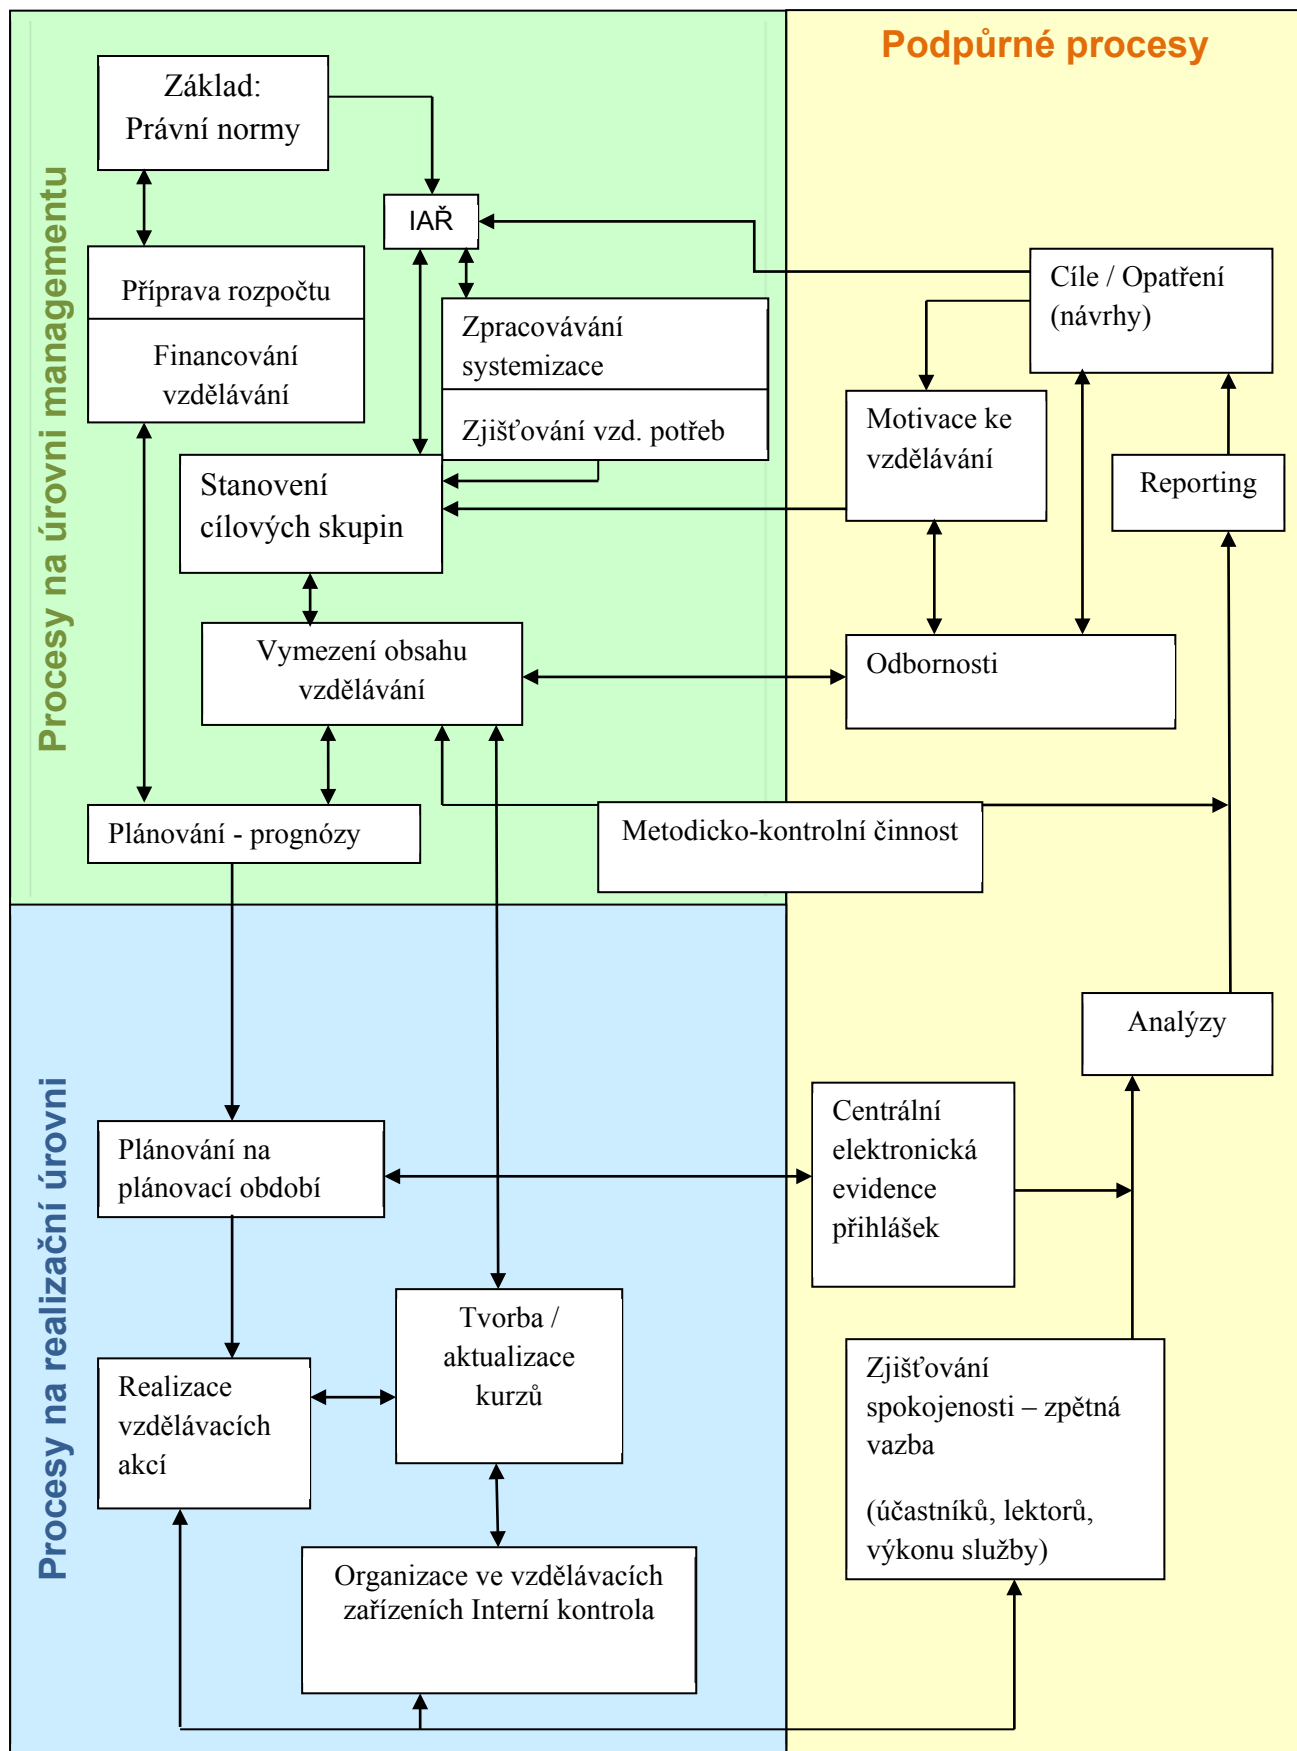 Podpůrné procesy
Procesy na úrovni managementu
Základ:
Právní normy
IAŘ
Příprava rozpočtu
Financování
vzdělávání
Zpracovávání
systemizace
Zjišťování vzd. potřeb
Cíle / Opatření
(návrhy)
Motivace ke
vzdělávání
Reporting
Stanovení
cílových skupin
Vymezení obsahu
vzdělávání
Odbornosti
Plánování - prognózy
Metodicko-kontrolní činnost
Procesy na realizační úrovni
Analýzy
Plánování na
plánovací období
Centrální
elektronická
evidence
přihlášek
Tvorba /
aktualizace
kurzů
Realizace
vzdělávacích
akcí
Zjišťování
spokojenosti – zpětná
vazba
(účastníků, lektorů,
výkonu služby)
Organizace ve vzdělávacích
zařízeních Interní kontrola